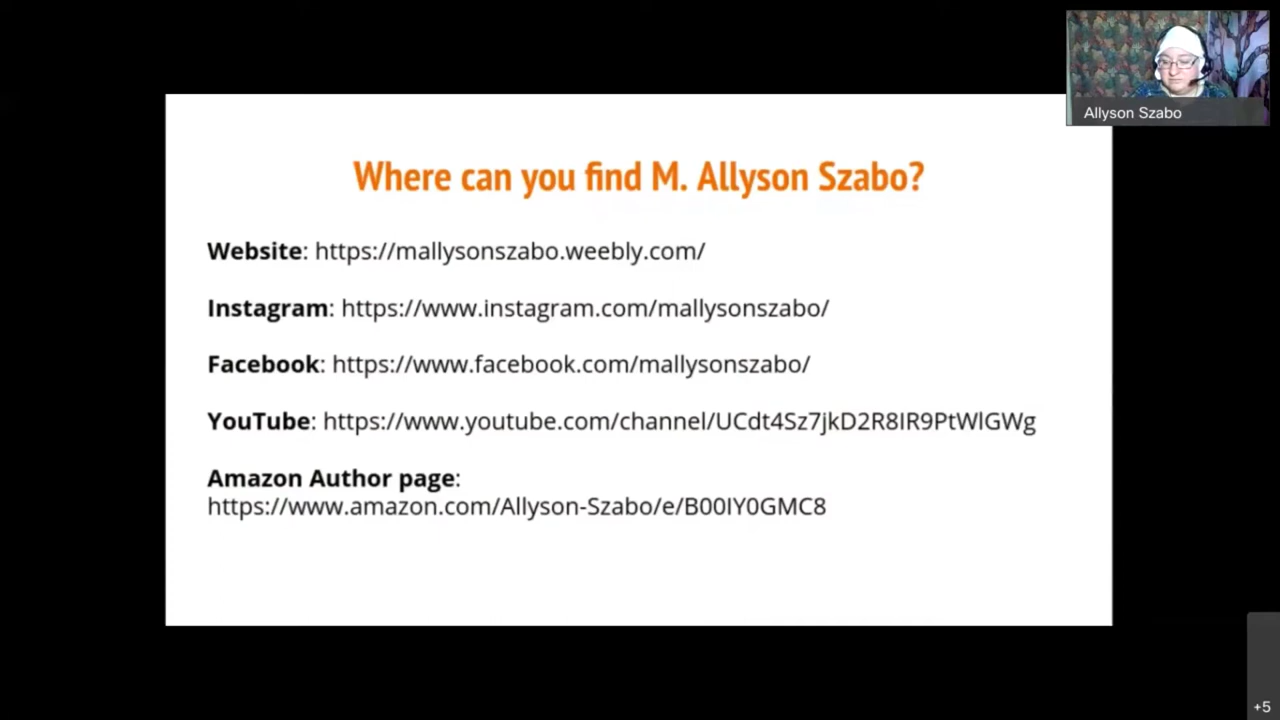 Allyson Szabo
Where can you find M. Allyson Szabo?
Website: https://mallysonszabo.weebly.com/
Instagram: https://www.instagram.com/mallysonszabo/
Facebook: https://www.facebook.com/mallysonszabo/
YouTube: https://www.youtube.com/channel/UCdt4Sz7jkD2R8IR9PtWlGWg
Amazon Author page:
https://www.amazon.com/Allyson-Szabo/e/B00IY0GMC8
+5